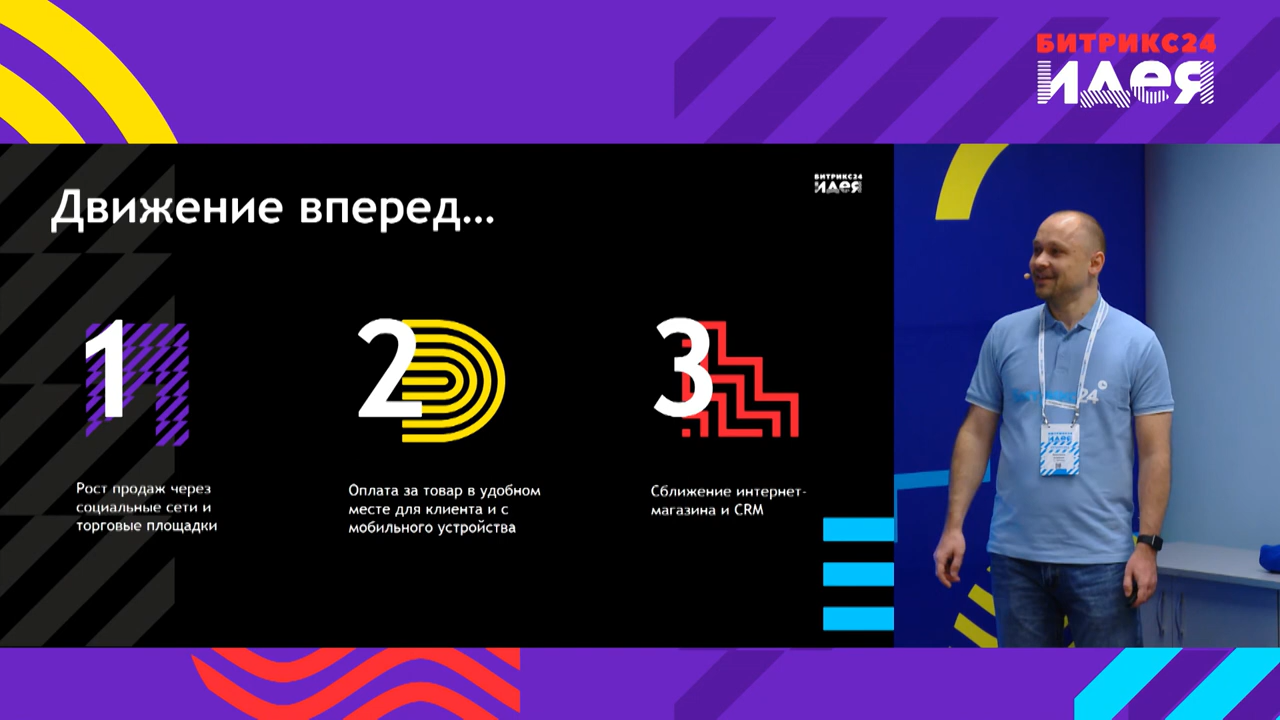 БИТРИКС24
идея
Движение вперед...
БИТРИКС24
идея
1
2
3
Рост продаж через
социальные сети и
торговые площадки
Оплата за товар в удобном
месте для клиента и с
мобильного устройства
Сближение интернет-
магазина и CRM
24